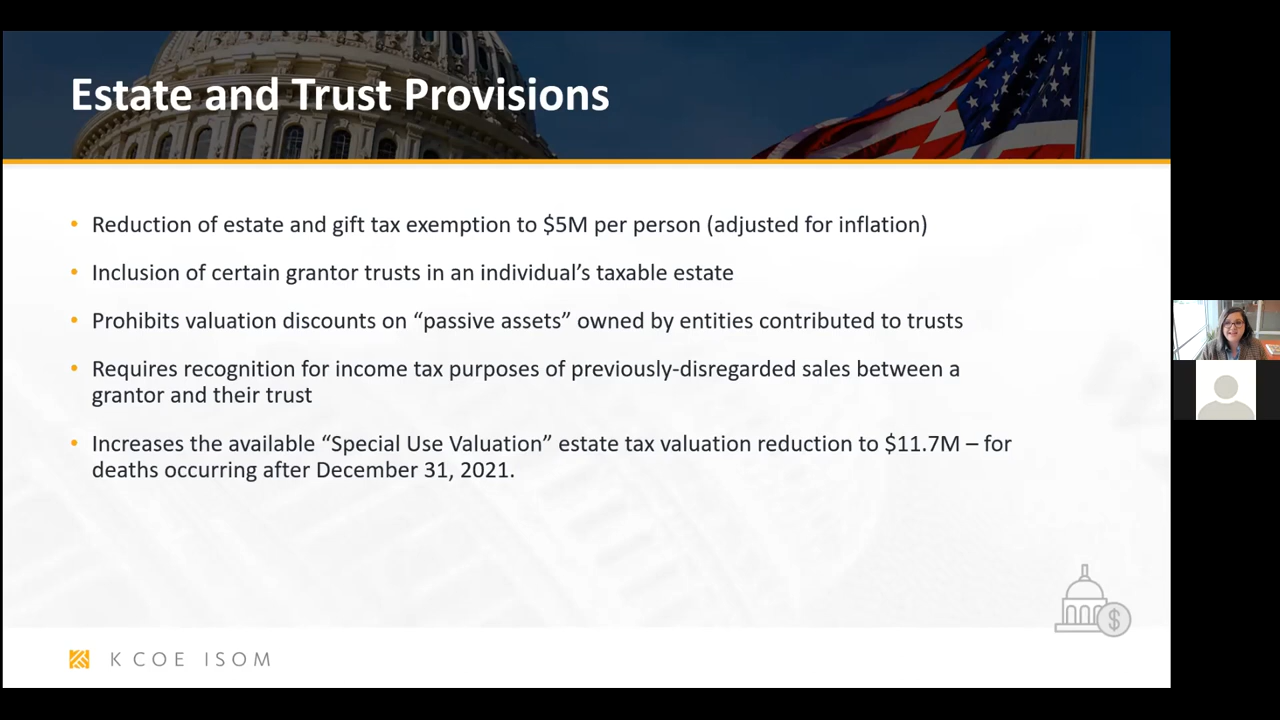 Estate and Trust Provisions
• Reduction of estate and gift tax exemption to $5M per person (adjusted for inflation)
• Inclusion of certain grantor trusts in an individual’s taxable estate
• Prohibits valuation discounts on “passive assets” owned by entities contributed to trusts
• Requires recognition for income tax purposes of previously-disregarded sales between a
grantor and their trust
• Increases the available “Special Use Valuation” estate tax valuation reduction to $11.7M – for
deaths occurring after December 31, 2021.
$
K COE ISOM